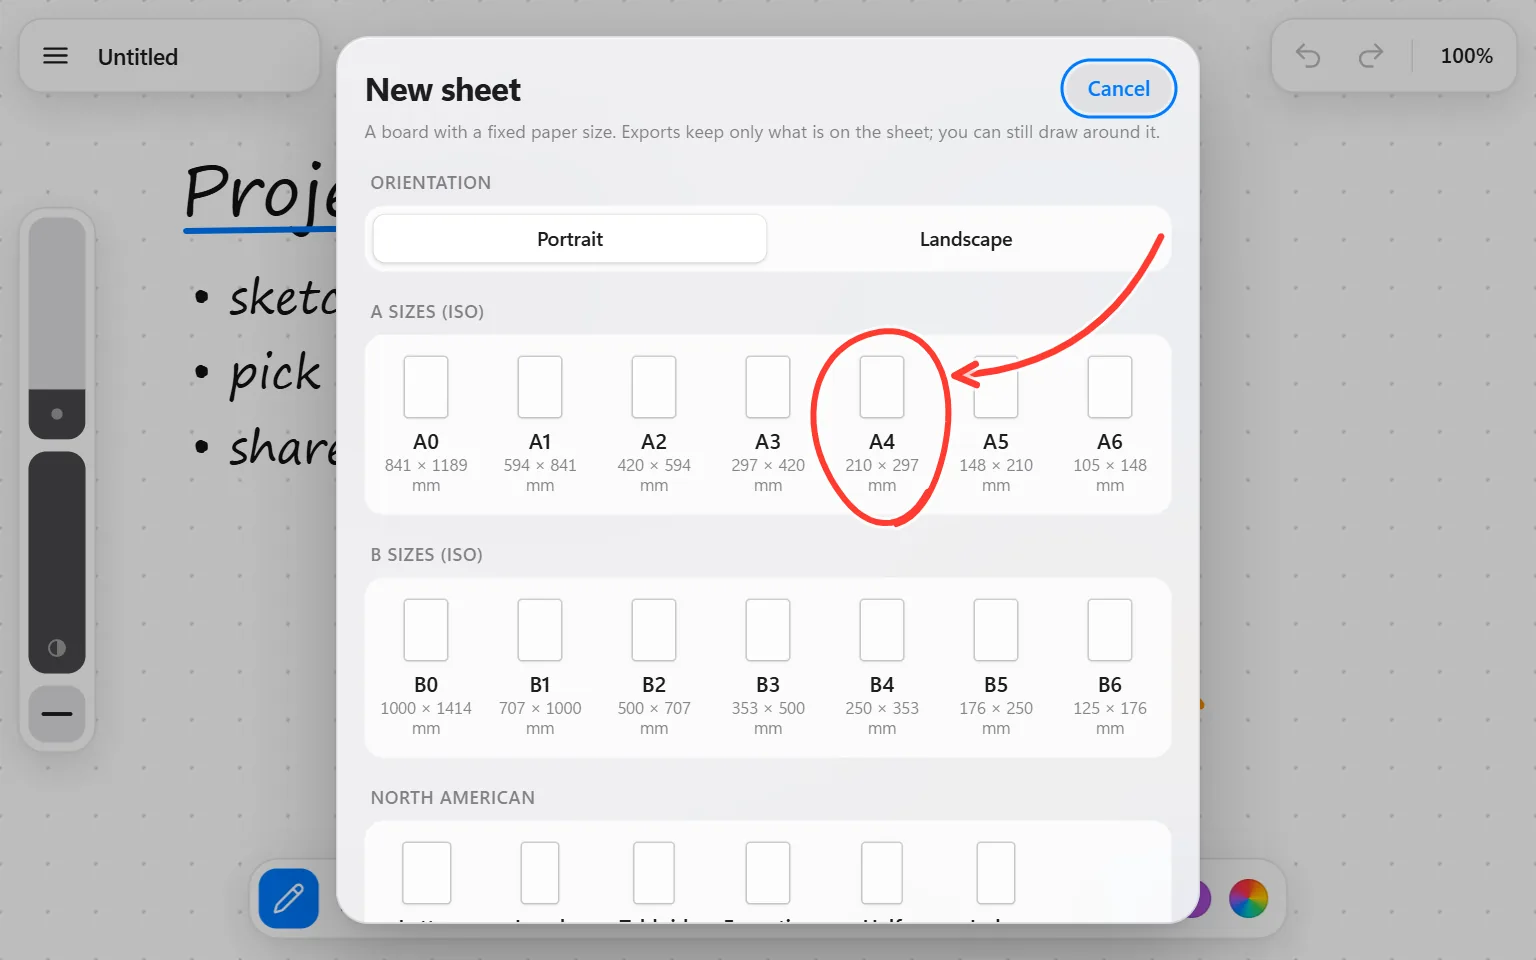 Untitled
100%
New sheet
Cancel
A board with a fixed paper size. Exports keep only what is on the sheet; you can still draw around it.
ORIENTATION
Portrait
Landscape
A SIZES (ISO)
A0
841 × 1189
mm
A1
594 × 841
mm
A2
420 × 594
mm
A3
297 × 420
mm
A4
210 × 297
mm
A5
148 × 210
mm
A6
105 × 148
mm
B SIZES (ISO)
B0
1000 × 1414
mm
B1
707 × 1000
mm
B2
500 × 707
mm
B3
353 × 500
mm
B4
250 × 353
mm
B5
176 × 250
mm
B6
125 × 176
mm
NORTH AMERICAN
• pick
• share